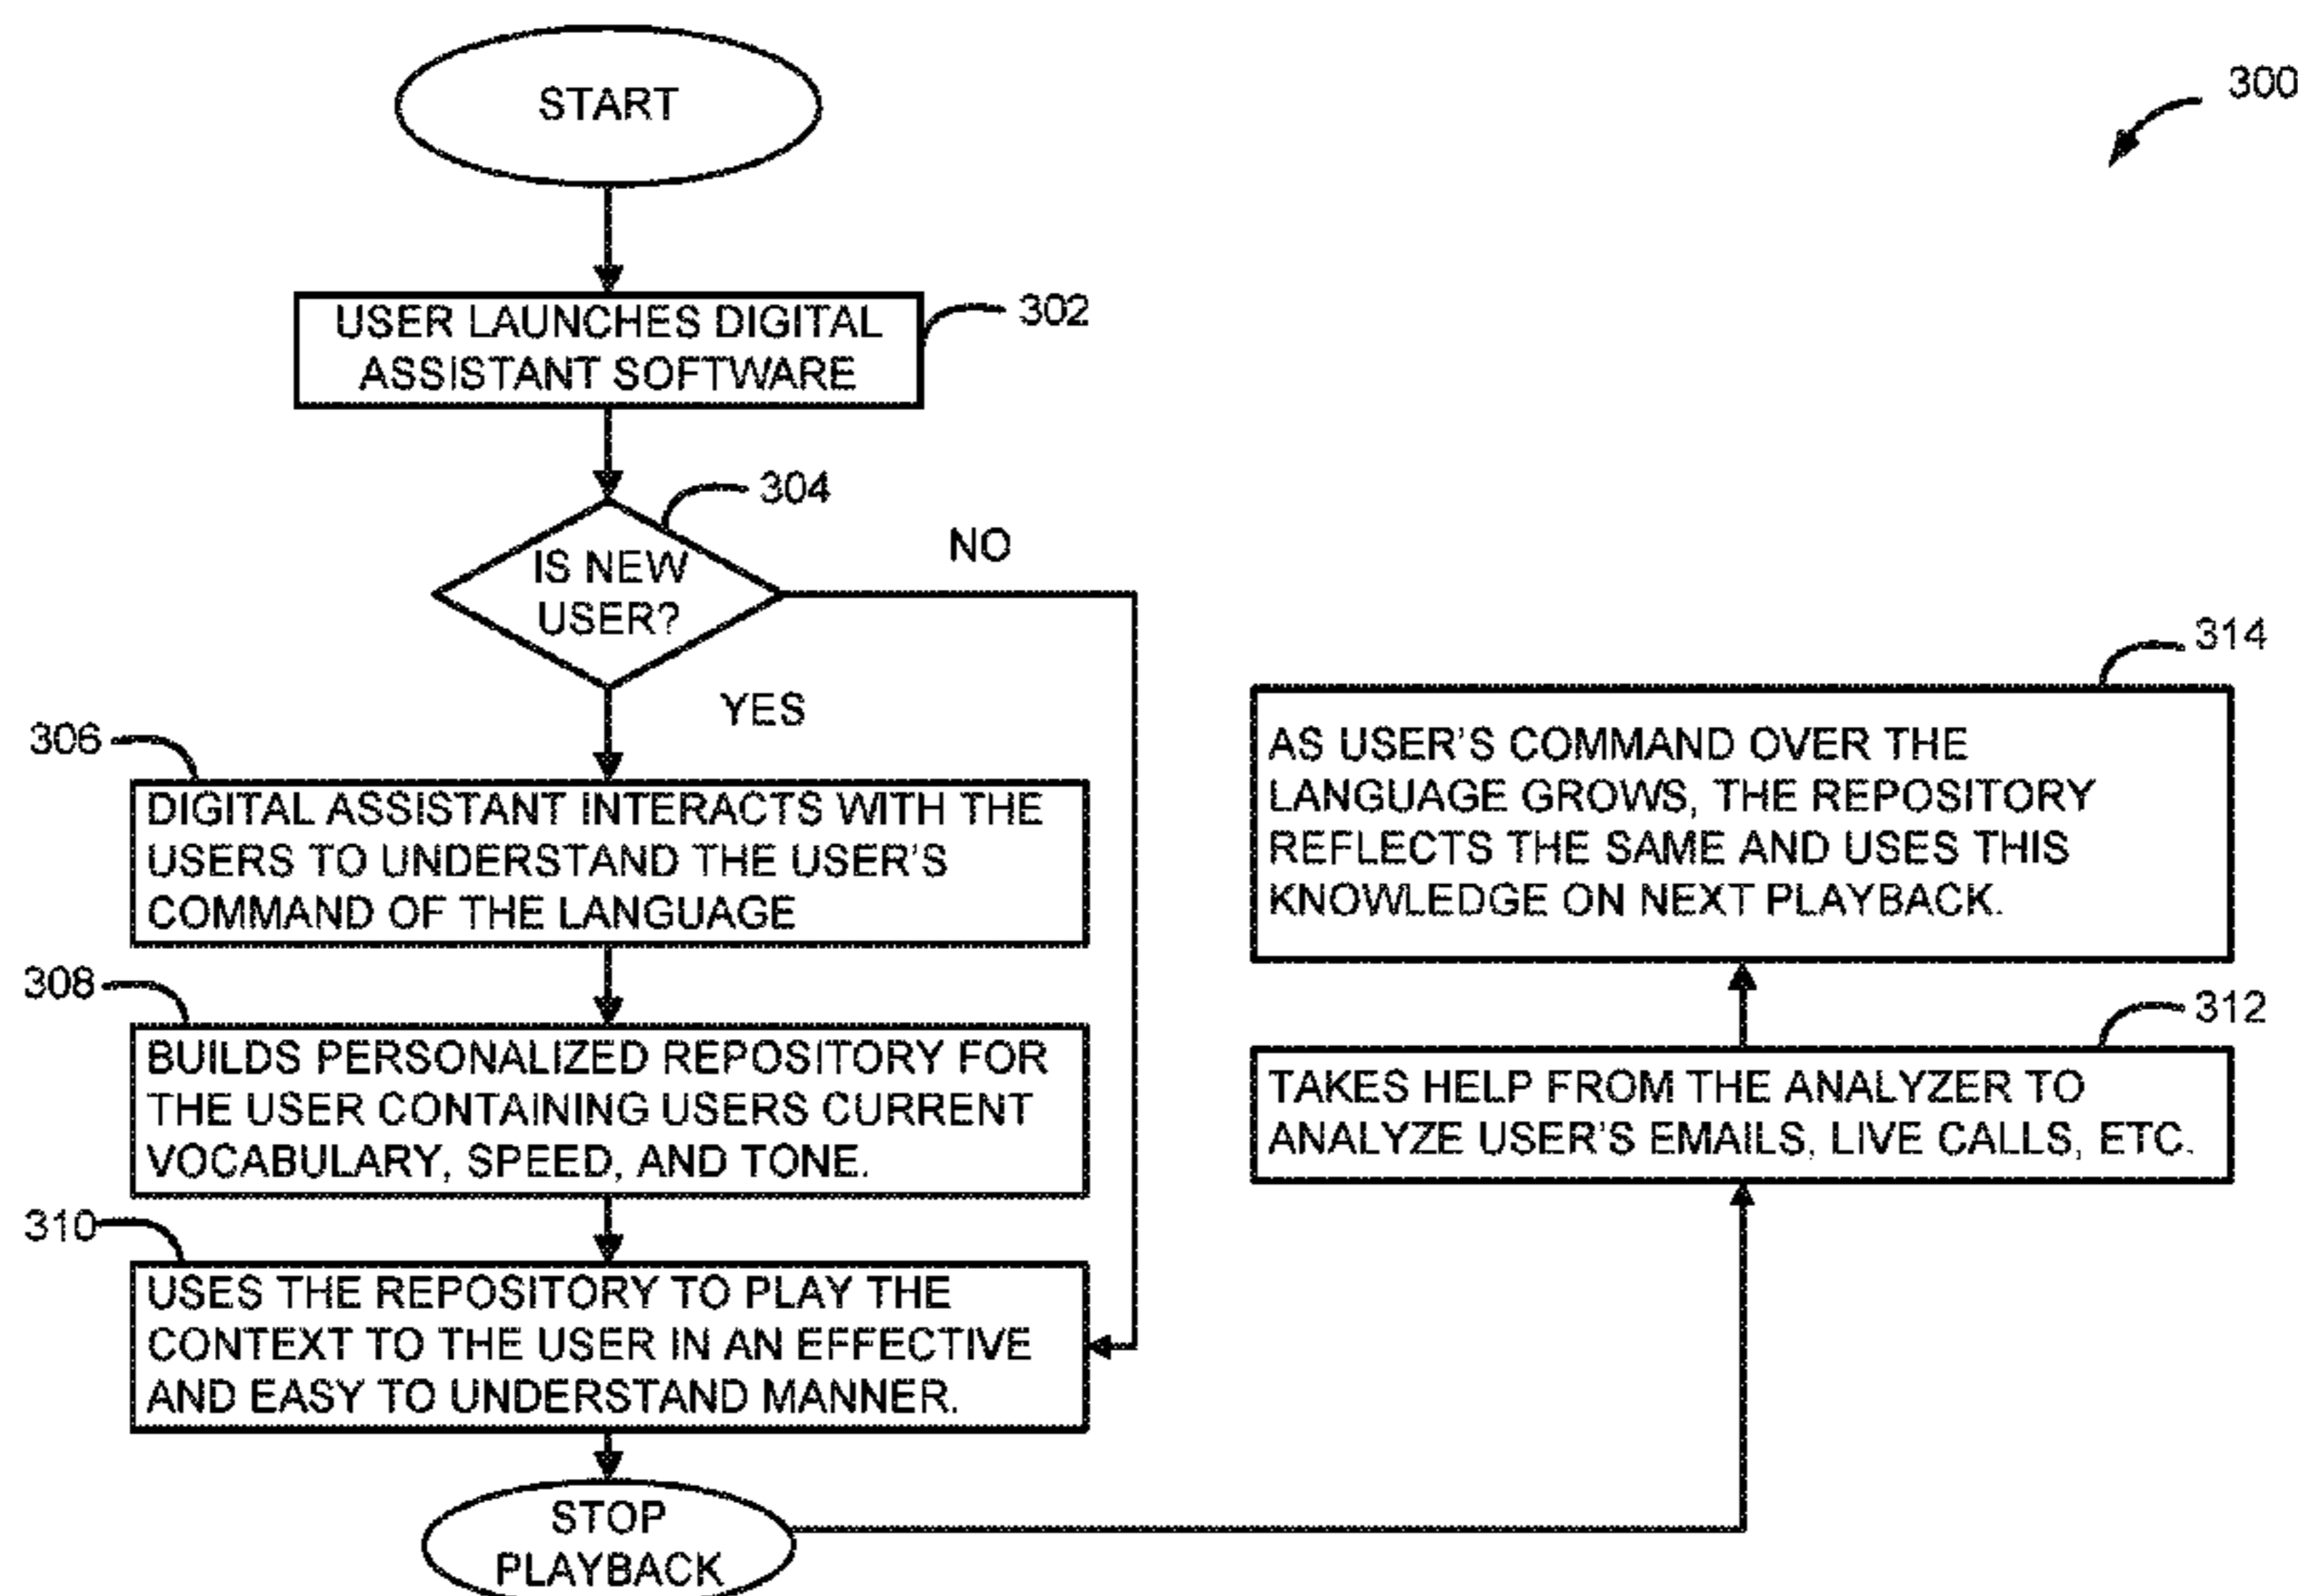 START
300
USER LAUNCHES DIGITAL
ASSISTANT SOFTWARE
302
304
IS NEW
USER?
NO
YES
306
DIGITAL ASSISTANT INTERACTS WITH THE
USERS TO UNDERSTAND THE USER'S
COMMAND OF THE LANGUAGE
308
BUILDS PERSONALIZED REPOSITORY FOR
THE USER CONTAINING USERS CURRENT
VOCABULARY, SPEED, AND TONE.
310
USES THE REPOSITORY TO PLAY THE
CONTEXT TO THE USER IN AN EFFECTIVE
AND EASY TO UNDERSTAND MANNER.
STOP
PLAYBACK
312
TAKES HELP FROM THE ANALYZER TO
ANALYZE USER'S EMAILS, LIVE CALLS, ETC.
314
AS USER'S COMMAND OVER THE
LANGUAGE GROWS, THE REPOSITORY
REFLECTS THE SAME AND USES THIS
KNOWLEDGE ON NEXT PLAYBACK.